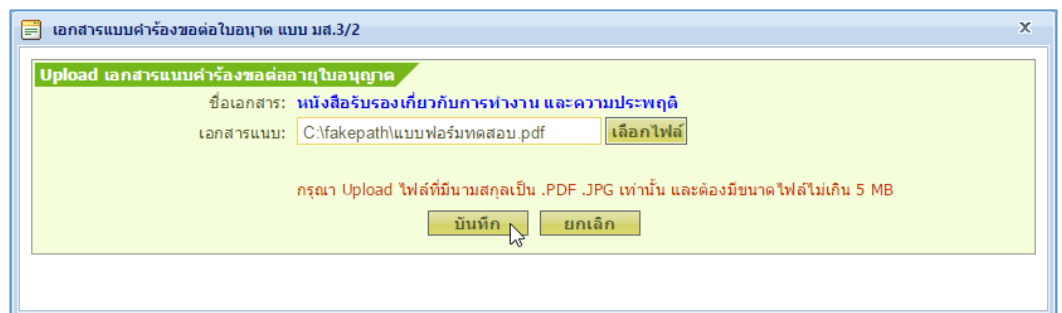 เอกสารแบบคำร้องขอต่อใบอนุาต แบบ มส.3/2
x
Upload เอกสารแนบคำร้องขอต่ออายุใบอนุญาต
ชื่อเอกสาร: หนังสือรับรองเกี่ยวกับการทำงาน และความประพฤติ
เอกสารแนบ: C:\fakepath\แบบฟอร์มทดสอบ.pdf เลือกไฟล์
กรุณา Upload ไฟล์ที่มีนามสกุลเป็น .PDF .JPG เท่านั้น และต้องมีขนาดไฟล์ไม่เกิน 5 MB
บันทึก ยกเลิก